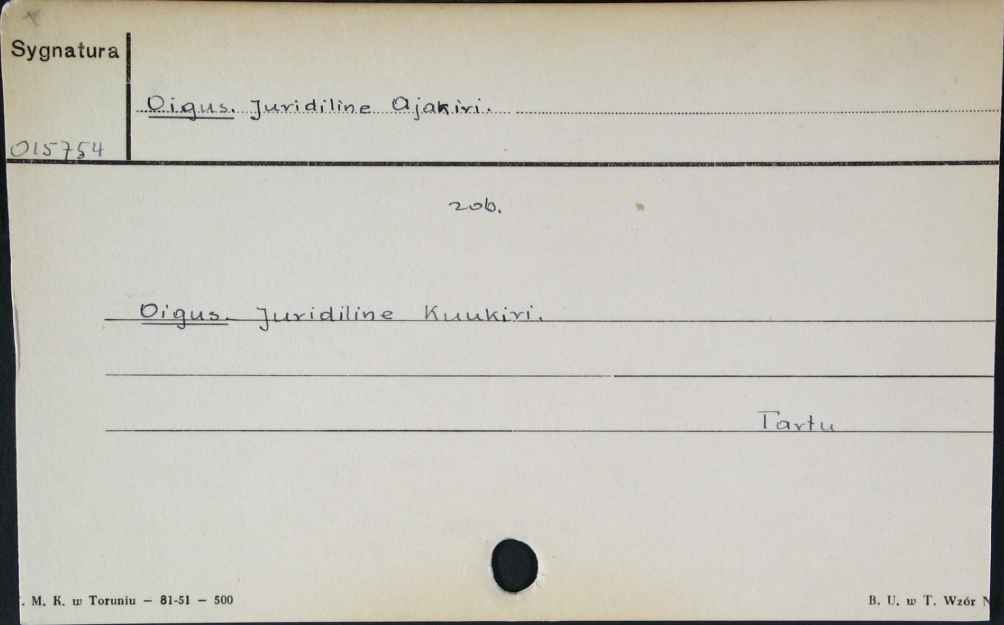 Sygnatura
Oigus. Juridiline Ajakiri.
015754
zob.
Oigus. Juridiline Kuukiri.
Tartu
. M. K. w Toruniu — 81-51 — 500
B. U. w T. Wzór